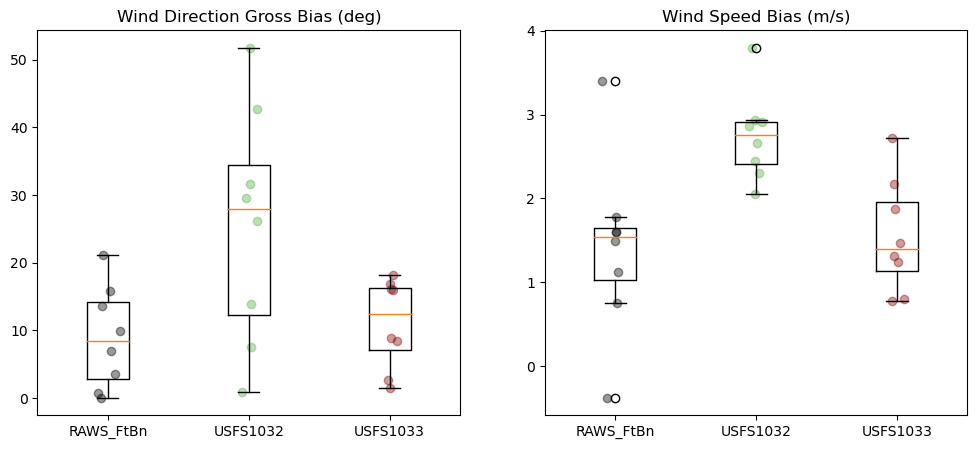 Wind Direction Gross Bias (deg)
50
40
30
20
10
0
RAWS_FtBn
USFS1032
USFS1033
Wind Speed Bias (m/s)
4
3
2
1
0
RAWS_FtBn
USFS1032
USFS1033